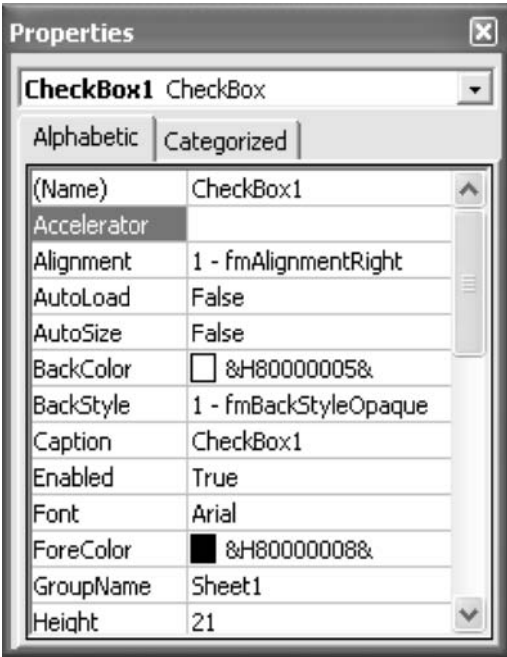 Properties
CheckBox1 CheckBox
Alphabetic Categorized
(Name) CheckBox1
Accelerator
Alignment 1 - fmAlignmentRight
AutoLoad False
AutoSize False
BackColor &H80000005&
BackStyle 1 - fmBackStyleOpaque
Caption CheckBox1
Enabled True
Font Arial
ForeColor &H80000008&
GroupName Sheet1
Height 21